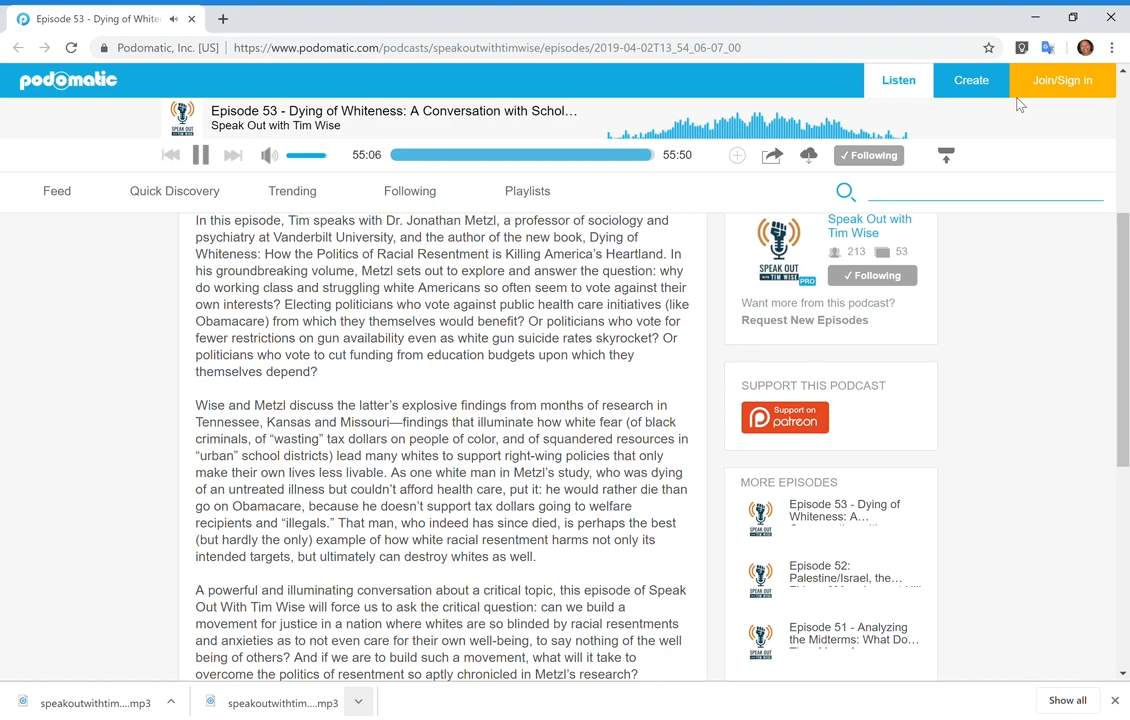 Episode 53 - Dying of White
Podomatic, Inc. [US] | https://www.podomatic.com/podcasts/speakoutwithtimwise/episodes/2019-04-02T13_54_06-07_00
podomatic
Listen
Create
Join/Sign in
SPEAK OUT
WITH TIM WISE
Episode 53 - Dying of Whiteness: A Conversation with Schol…
Speak Out with Tim Wise
55:06
55:50
✓ Following
Feed
Quick Discovery
Trending
Following
Playlists
In this episode, Tim speaks with Dr. Jonathan Metzl, a professor of sociology and
psychiatry at Vanderbilt University, and the author of the new book, Dying of
Whiteness: How the Politics of Racial Resentment is Killing America's Heartland. In
his groundbreaking volume, Metzl sets out to explore and answer the question: why
do working class and struggling white Americans so often seem to vote against their
own interests? Electing politicians who vote against public health care initiatives (like
Obamacare) from which they themselves would benefit? Or politicians who vote for
fewer restrictions on gun availability even as white gun suicide rates skyrocket? Or
politicians who vote to cut funding from education budgets upon which they
themselves depend?
Wise and Metzl discuss the latter's explosive findings from months of research in
Tennessee, Kansas and Missouri—findings that illuminate how white fear (of black
criminals, of “wasting” tax dollars on people of color, and of squandered resources in
“urban” school districts) lead many whites to support right-wing policies that only
make their own lives less livable. As one white man in Metzl's study, who was dying
of an untreated illness but couldn't afford health care, put it: he would rather die than
go on Obamacare, because he doesn't support tax dollars going to welfare
recipients and “illegals.” That man, who indeed has since died, is perhaps the best
(but hardly the only) example of how white racial resentment harms not only its
intended targets, but ultimately can destroy whites as well.
A powerful and illuminating conversation about a critical topic, this episode of Speak
Out With Tim Wise will force us to ask the critical question: can we build a
movement for justice in a nation where whites are so blinded by racial resentments
and anxieties as to not even care for their own well-being, to say nothing of the well
being of others? And if we are to build such a movement, what will it take to
overcome the politics of resentment so aptly chronicled in Metzl's research?
SPEAK OUT
WITH TIM WISE
PRO
Speak Out with
Tim Wise
213
53
✓ Following
Want more from this podcast?
Request New Episodes
SUPPORT THIS PODCAST
Support on
patreon
MORE EPISODES
SPEAK OUT
Episode 53 - Dying of
Whiteness: A…
SPEAK OUT
Episode 52:
Palestine/Israel, the…
SPEAK OUT
Episode 51 - Analyzing
the Midterms: What Do…
speakoutwithtim....mp3
speakoutwithtim....mp3
Show all